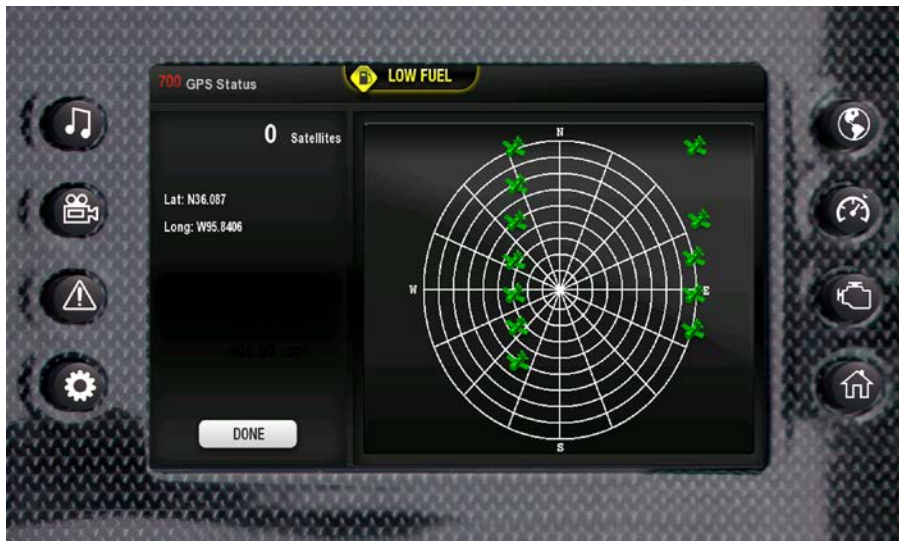 700 GPS Status
LOW FUEL
0 Satellites
Lat: N36.087
Long: W95.8406
DONE
N
W
E
S